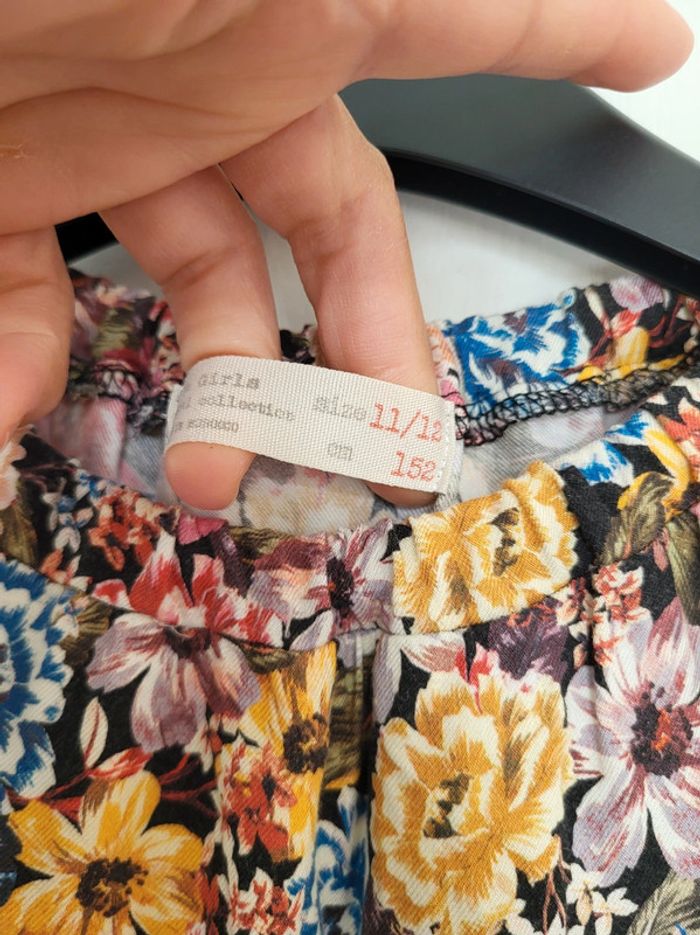 Girls
collection
size 11/12
CM 152